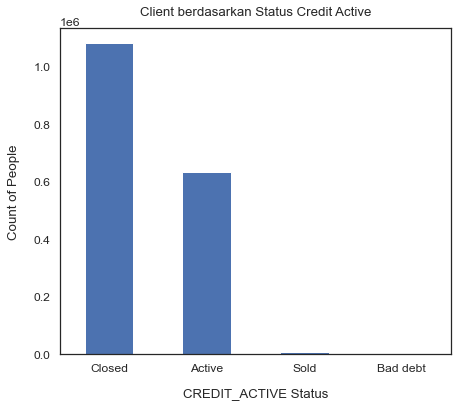 Client berdasarkan Status Credit Active
1e6
1.0
0.8
0.6
0.4
0.2
0.0
Count of People
Closed Active Sold Bad debt
CREDIT_ACTIVE Status